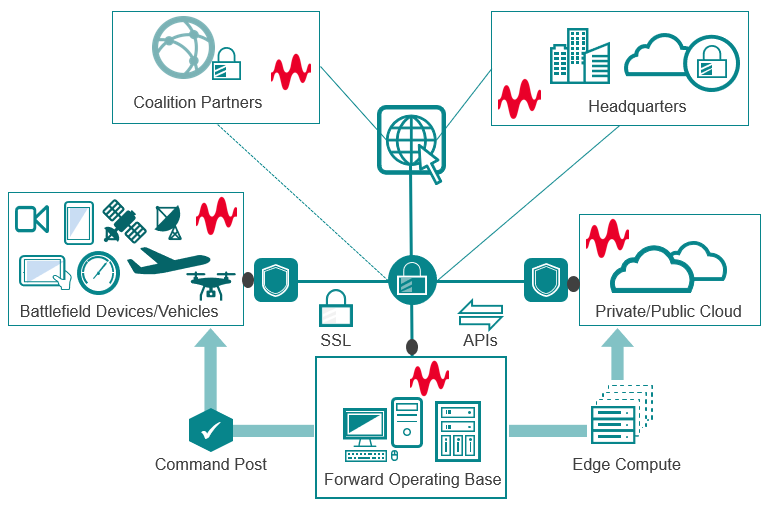 Coalition Partners
Headquarters
Battlefield Devices/Vehicles
SSL
APIs
Private/Public Cloud
Command Post
Forward Operating Base
Edge Compute